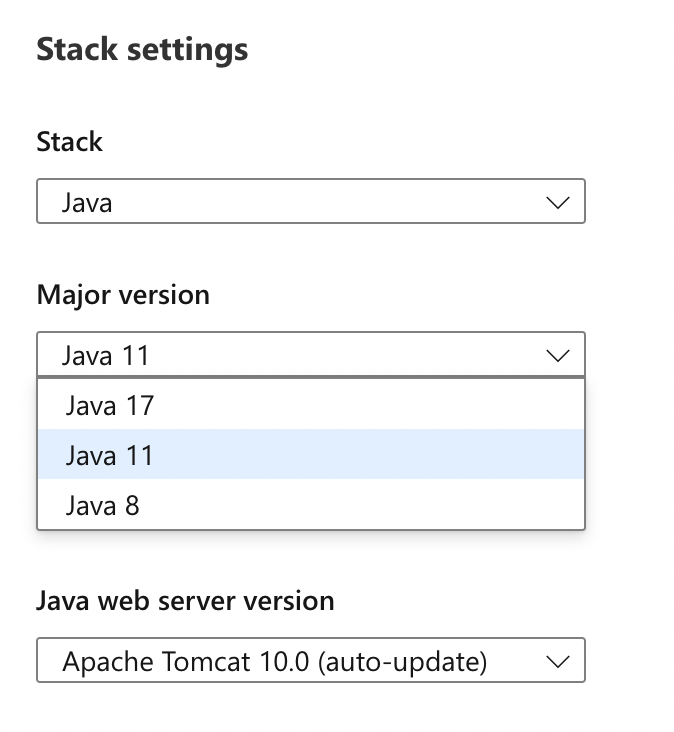 Stack settings
Stack
Java
Major version
Java 11
Java 17
Java 11
Java 8
Java web server version
Apache Tomcat 10.0 (auto-update)